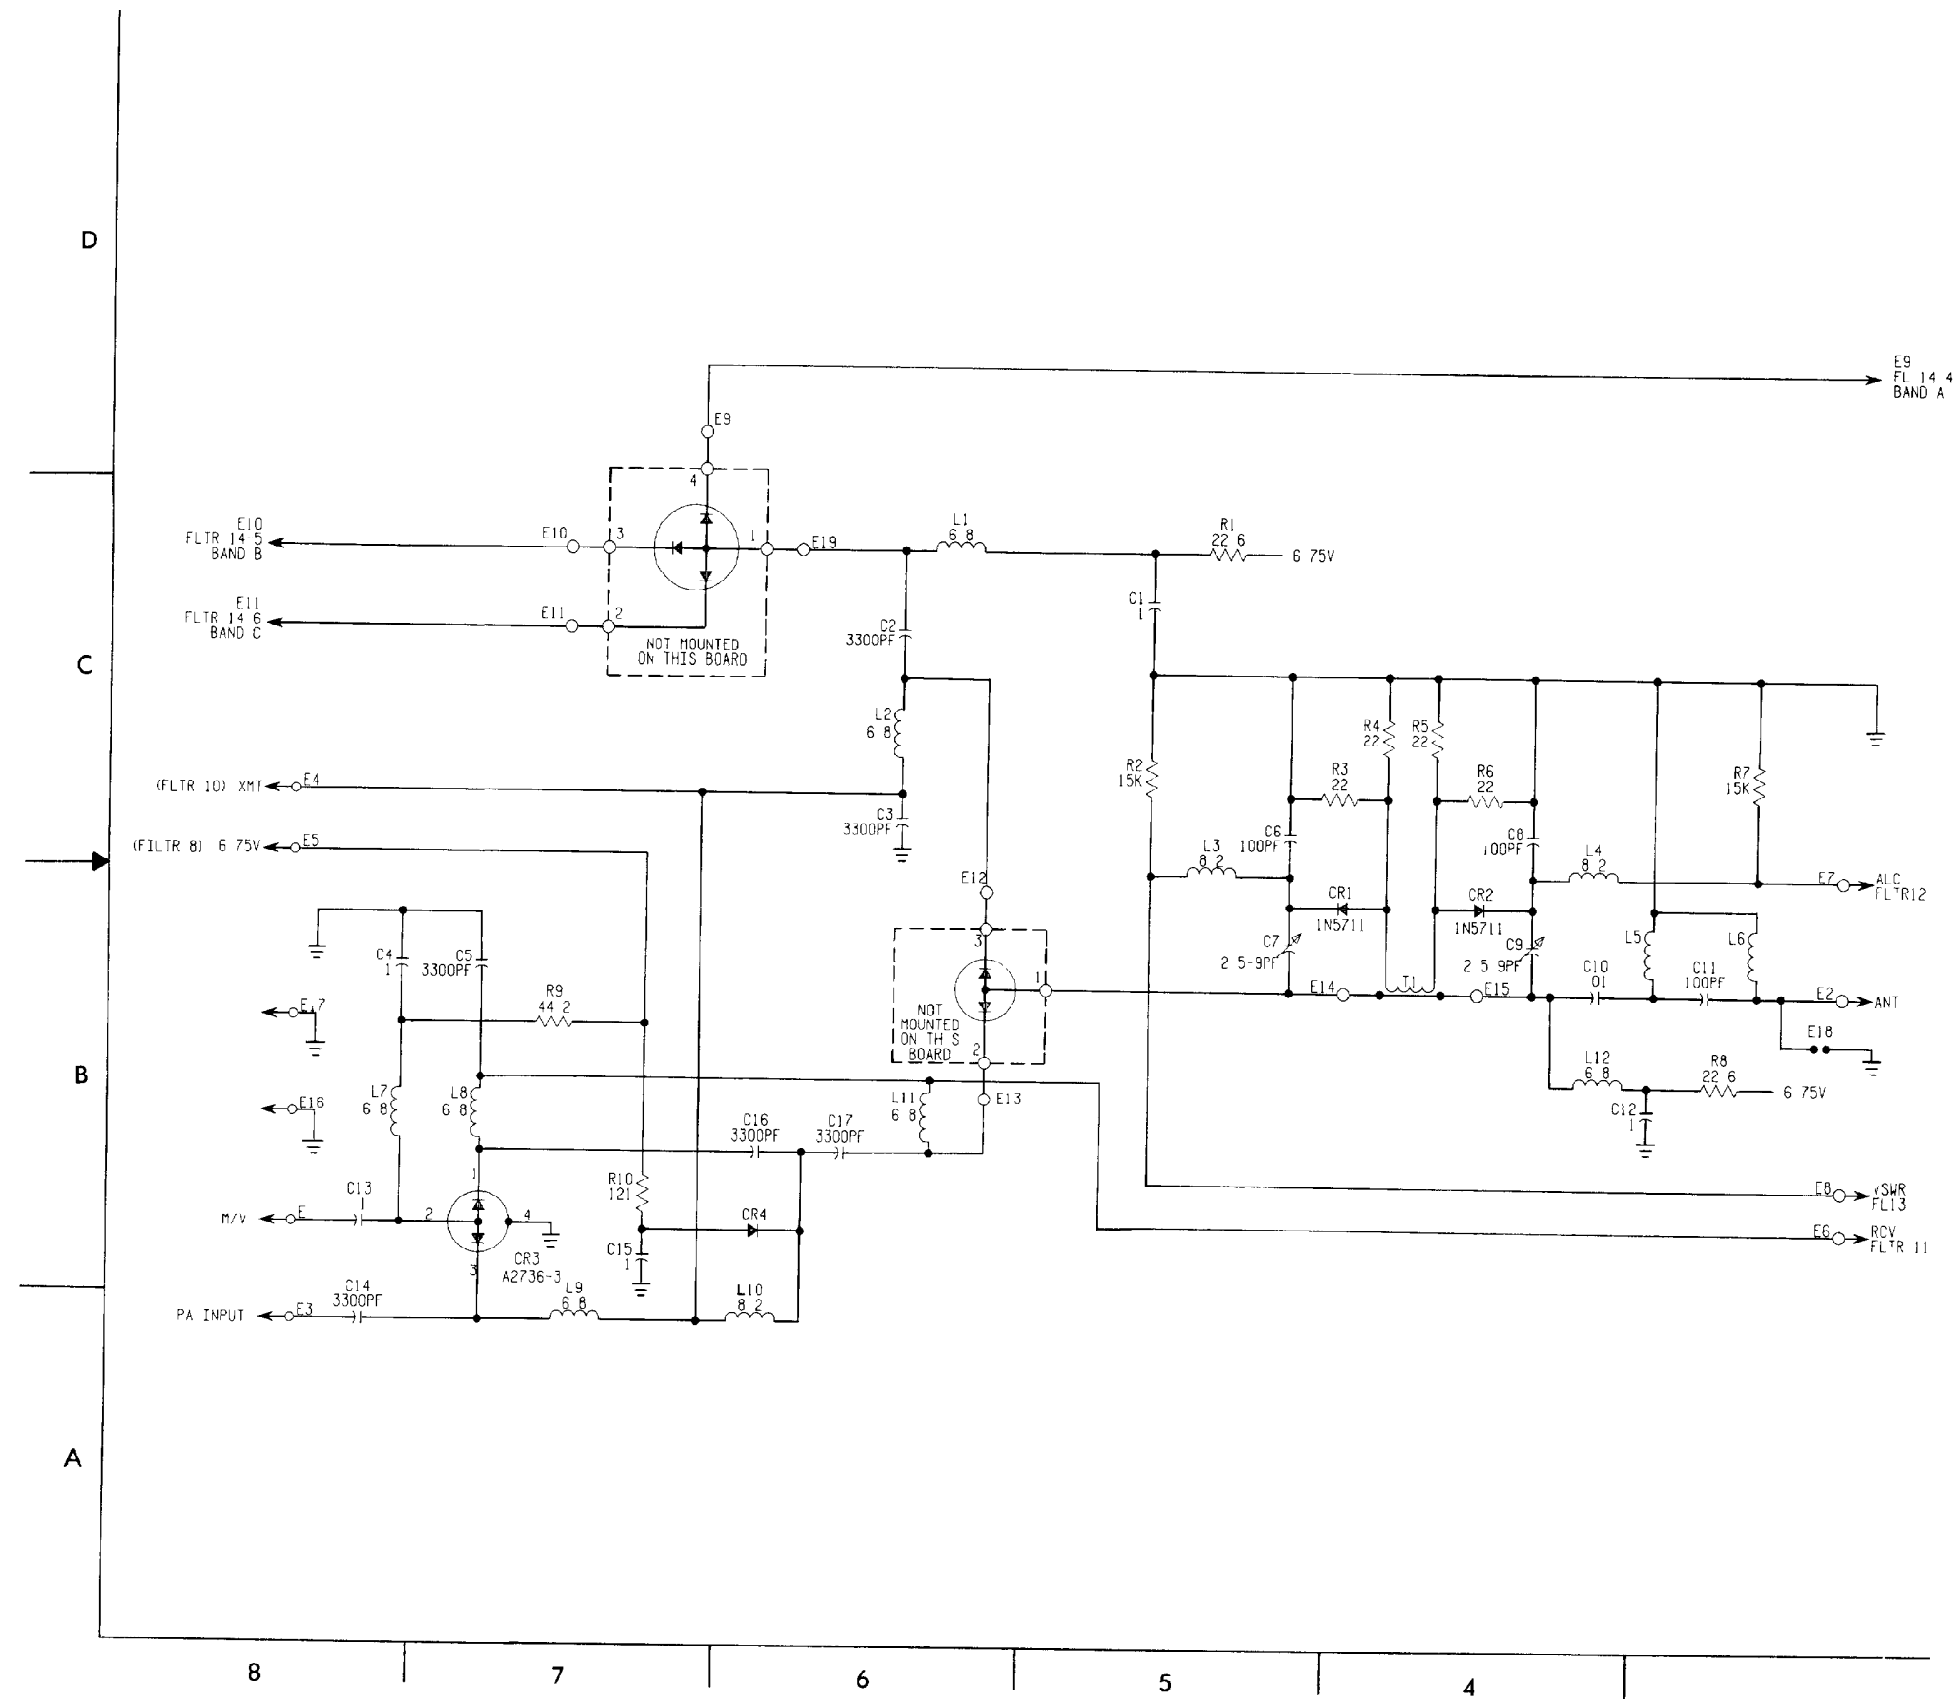 D
E9
FL 14 4
BAND A
E9
4
E10
FLTR 14 5
BAND B
E10
3
1
E19
L1
6 8
R1
22 6
6 75V
E11
FLTR 14 6
BAND C
E11
2
NOT MOUNTED
ON THIS BOARD
C1
1
C2
3300PF
C
L2
6 8
R4
22
R5
22
R2
15K
R3
22
R6
22
R7
15K
(FLTR 10) XMT
E4
C3
3300PF
C6
100PF
C8
100PF
(FILTR 8) 6 75V
E5
L3
8 2
L4
8 2
E12
E7
ALC
FLTR12
CR1
1N5711
CR2
1N5711
3
C7
2 5-9PF
C9
2 5 9PF
L5
L6
C4
1
C5
3300PF
1
C10
01
C11
100PF
E17
R9
44 2
E14
T1
E15
E2
ANT
NOT
MOUNTED
ON TH S
BOARD
2
E18
B
L12
6 8
R8
22 6
6 75V
L7
6 8
L8
6 8
L11
6 8
E13
E16
C12
1
C16
3300PF
C17
3300PF
1
R10
121
C13
E8
VSWR
FL13
M/V
E
2
4
CR4
E6
RCV
FLTR 11
CR3
A2736-3
C15
1
3
C14
3300PF
L9
6 8
L10
8 2
PA INPUT
E3
A
8
7
6
5
4